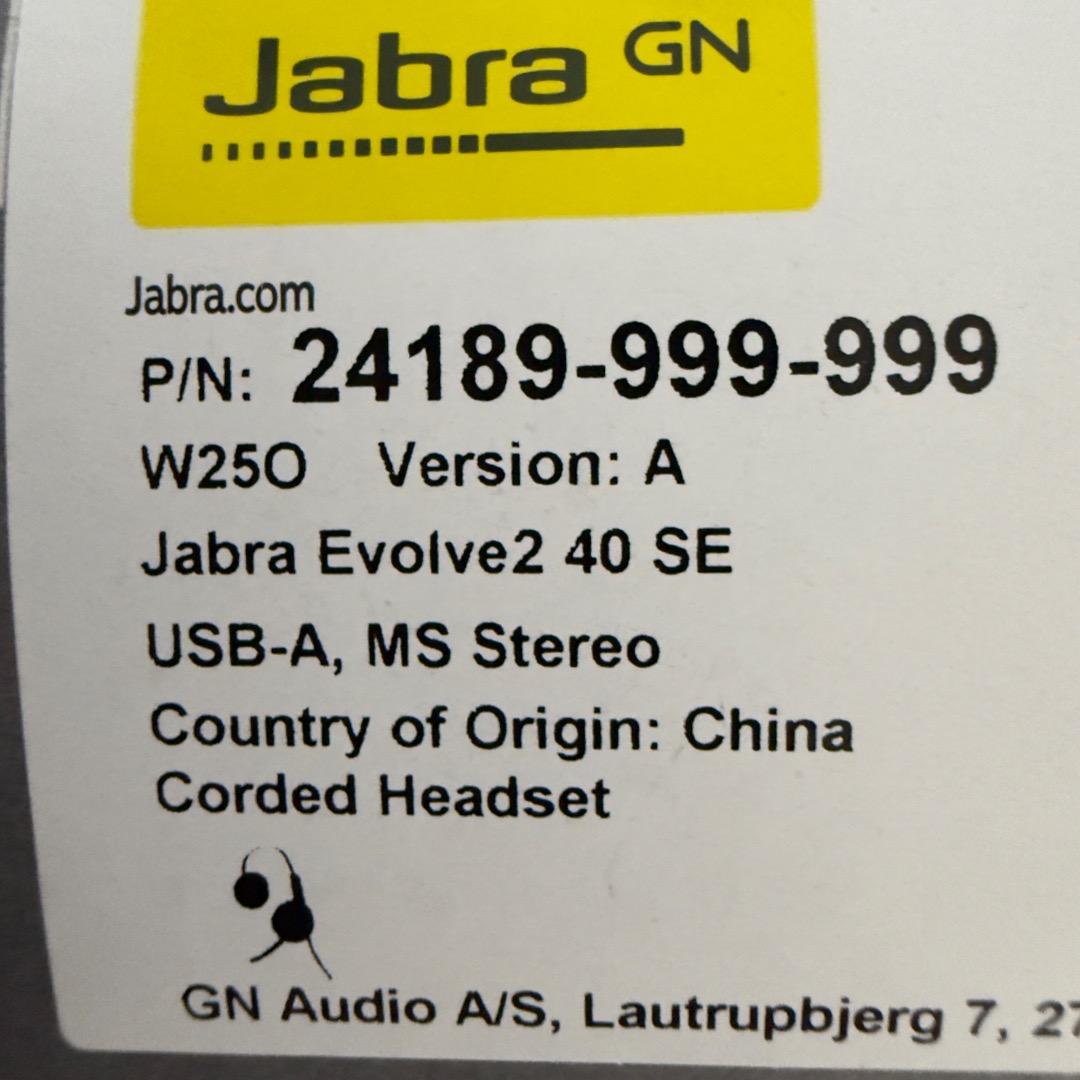 Jabra GN
Jabra.com
P/N: 24189-999-999
W25O Version: A
Jabra Evolve2 40 SE
USB-A, MS Stereo
Country of Origin: China
Corded Headset
GN Audio A/S, Lautrupbjerg 7,